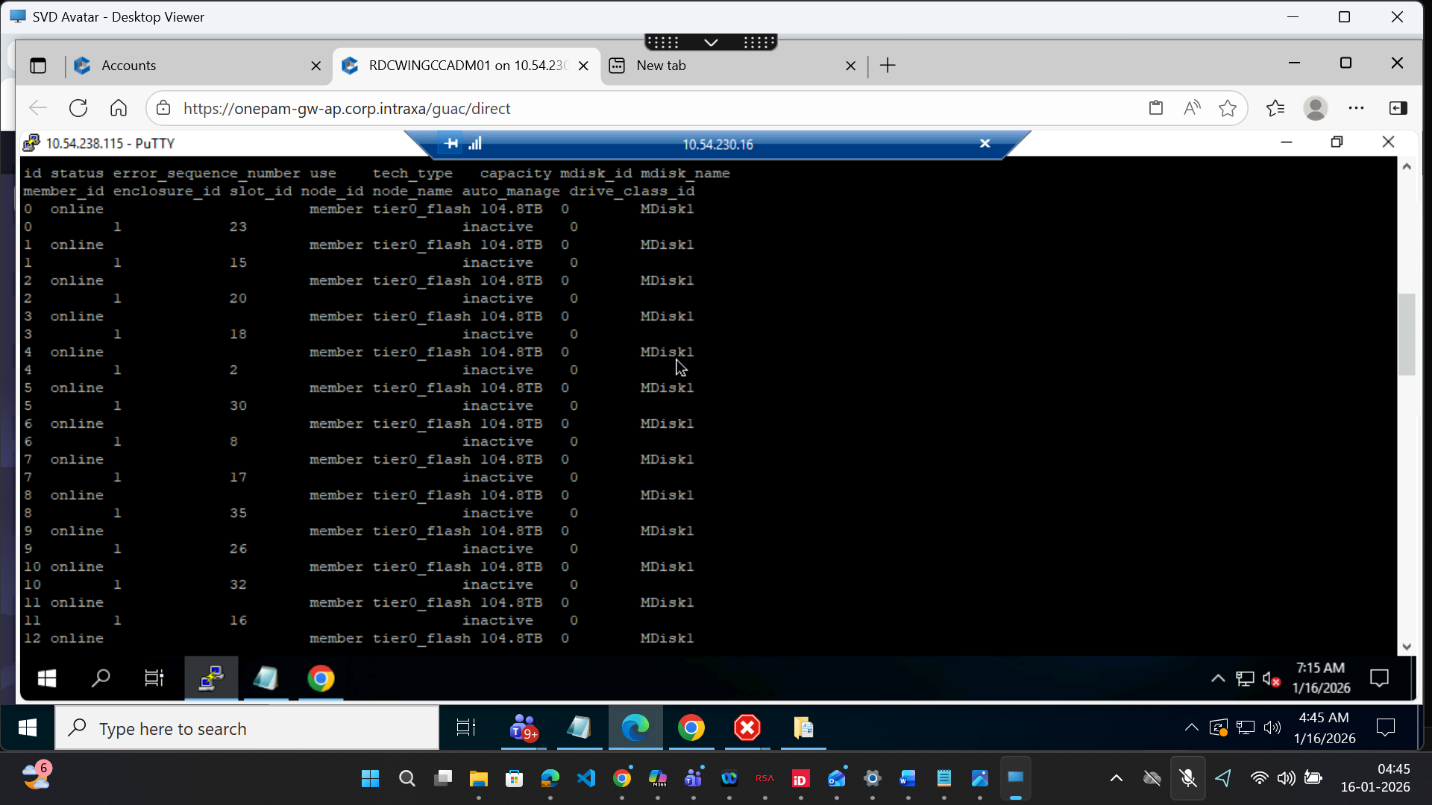 SVD Avatar - Desktop Viewer
Accounts
RDCWINGCCADM01 on 10.54.230
New tab
https://onepam-gw-ap.corp.intraxa/guac/direct
10.54.238.115 - PuTTY
10.54.230.16
id status error_sequence_number use tech_type capacity mdisk_id mdisk_name
member_id enclosure_id slot_id node_id node_name auto_manage drive_class_id
0 online member tier0_flash 104.8TB 0 MDisk1
0 1 23 inactive 0
1 online member tier0_flash 104.8TB 0 MDisk1
1 1 15 inactive 0
2 online member tier0_flash 104.8TB 0 MDisk1
2 1 20 inactive 0
3 online member tier0_flash 104.8TB 0 MDisk1
3 1 18 inactive 0
4 online member tier0_flash 104.8TB 0 MDisk1
4 1 2 inactive 0
5 online member tier0_flash 104.8TB 0 MDisk1
5 1 30 inactive 0
6 online member tier0_flash 104.8TB 0 MDisk1
6 1 8 inactive 0
7 online member tier0_flash 104.8TB 0 MDisk1
7 1 17 inactive 0
8 online member tier0_flash 104.8TB 0 MDisk1
8 1 35 inactive 0
9 online member tier0_flash 104.8TB 0 MDisk1
9 1 26 inactive 0
10 online member tier0_flash 104.8TB 0 MDisk1
10 1 32 inactive 0
11 online member tier0_flash 104.8TB 0 MDisk1
11 1 16 inactive 0
12 online member tier0_flash 104.8TB 0 MDisk1
7:15 AM
1/16/2026
Type here to search
9+
4:45 AM
1/16/2026
6
RSA
iD
04:45
16-01-2026